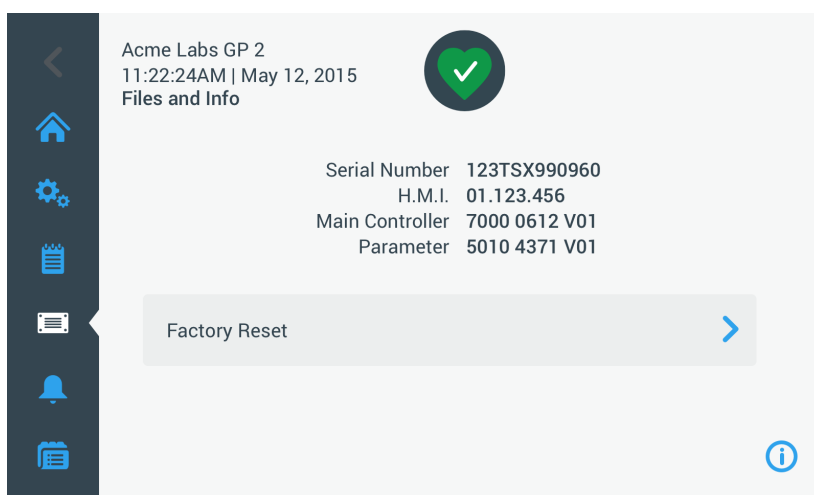 Acme Labs GP 2
11:22:24AM | May 12, 2015
Files and Info
Serial Number 123TSX990960
H.M.I. 01.123.456
Main Controller 7000 0612 V01
Parameter 5010 4371 V01
Factory Reset